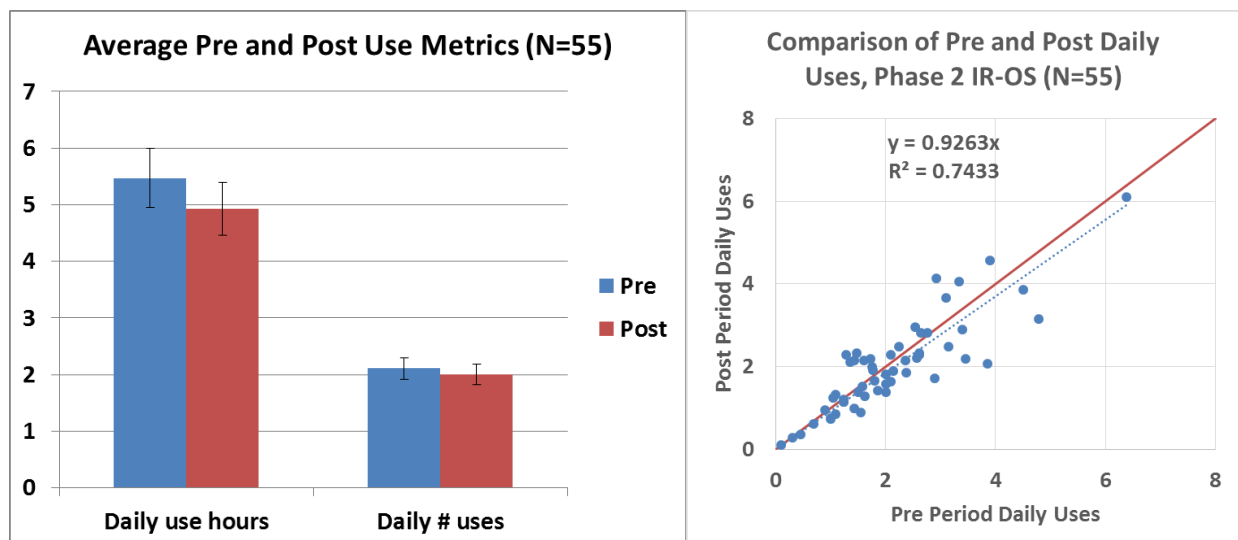 Average Pre and Post Use Metrics (N=55)
7
6
5
4
3
2
1
0
Daily use hours
Daily # uses
Pre
Post
Comparison of Pre and Post Daily
Uses, Phase 2 IR-OS (N=55)
y = 0.9263x
R² = 0.7433
Post Period Daily Uses
8
6
4
2
0
0
2
4
6
8
Pre Period Daily Uses